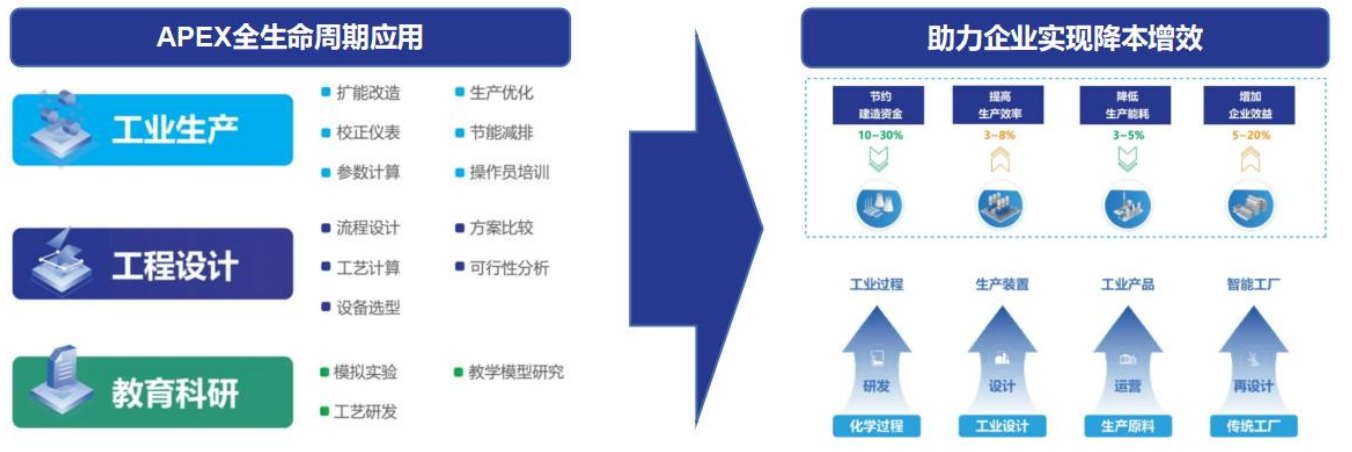 APEX全生命周期应用
工业生产
扩能改造
生产优化
校正仪表
节能减排
参数计算
操作员培训
工程设计
流程设计
方案比较
工艺计算
可行性分析
设备选型
教育科研
模拟实验
教学模型研究
工艺研发
助力企业实现降本增效
节约
建造资金
10~30%
提高
生产效率
3~8%
降低
生产能耗
3~5%
增加
企业效益
5~20%
工业过程
生产装置
工业产品
智能工厂
研发
设计
运营
再设计
化学过程
工业设计
生产原料
传统工厂